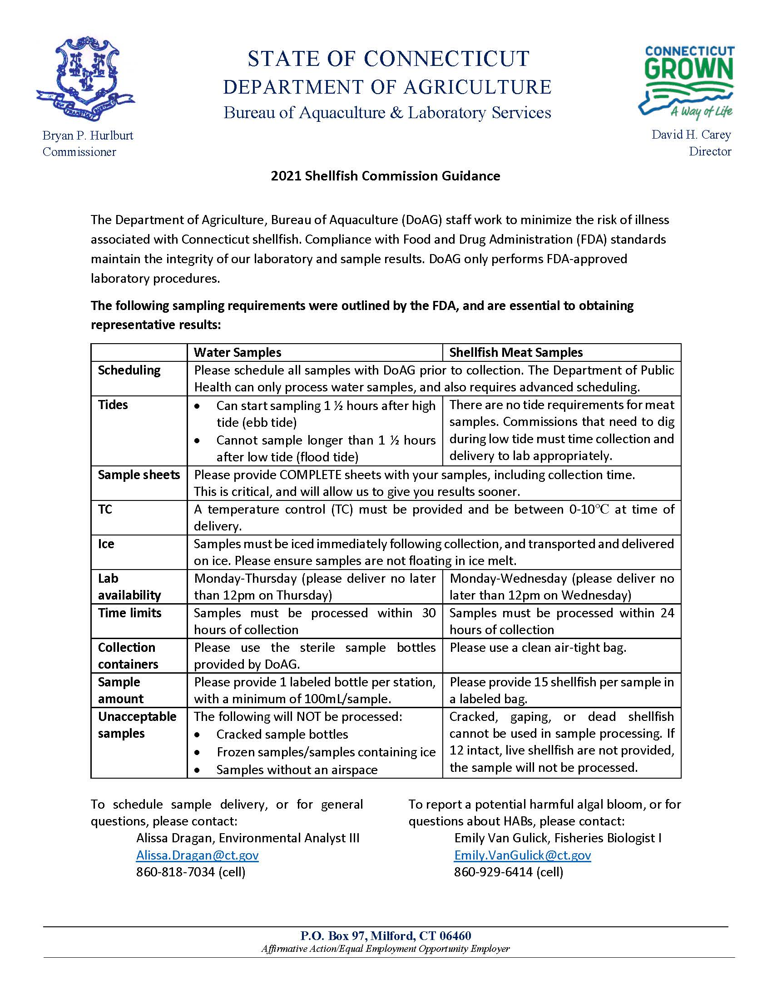 STATE OF CONNECTICUT
DEPARTMENT OF AGRICULTURE
Bureau of Aquaculture & Laboratory Services
CONNECTICUT
GROWN
A Way of Life
QUI TRANSTULIT SUSTINET
Bryan P. Hurlburt
Commissioner
David H. Carey
Director
2021 Shellfish Commission Guidance
The Department of Agriculture, Bureau of Aquaculture (DoAG) staff work to minimize the risk of illness
associated with Connecticut shellfish. Compliance with Food and Drug Administration (FDA) standards
maintain the integrity of our laboratory and sample results. DoAG only performs FDA-approved
laboratory procedures.
The following sampling requirements were outlined by the FDA, and are essential to obtaining
representative results:
Water Samples
Shellfish Meat Samples
Scheduling
Please schedule all samples with DoAG prior to collection. The Department of Public
Health can only process water samples, and also requires advanced scheduling.
Tides
• Can start sampling 1 ½ hours after high
tide (ebb tide)
• Cannot sample longer than 1 ½ hours
after low tide (flood tide)
There are no tide requirements for meat
samples. Commissions that need to dig
during low tide must time collection and
delivery to lab appropriately.
Sample sheets
Please provide COMPLETE sheets with your samples, including collection time.
This is critical, and will allow us to give you results sooner.
TC
A temperature control (TC) must be provided and be between 0-10°C at time of
delivery.
Ice
Samples must be iced immediately following collection, and transported and delivered
on ice. Please ensure samples are not floating in ice melt.
Lab
availability
Monday-Thursday (please deliver no later
than 12pm on Thursday)
Monday-Wednesday (please deliver no
later than 12pm on Wednesday)
Time limits
Samples must be processed within 30
hours of collection
Samples must be processed within 24
hours of collection
Collection
containers
Please use the sterile sample bottles
provided by DoAG.
Please use a clean air-tight bag.
Sample
amount
Please provide 1 labeled bottle per station,
with a minimum of 100mL/sample.
Please provide 15 shellfish per sample in
a labeled bag.
Unacceptable
samples
The following will NOT be processed:
• Cracked sample bottles
• Frozen samples/samples containing ice
• Samples without an airspace
Cracked, gaping, or dead shellfish
cannot be used in sample processing. If
12 intact, live shellfish are not provided,
the sample will not be processed.
To schedule sample delivery, or for general
questions, please contact:
Alissa Dragan, Environmental Analyst III
Alissa.Dragan@ct.gov
860-818-7034 (cell)
To report a potential harmful algal bloom, or for
questions about HABs, please contact:
Emily Van Gulick, Fisheries Biologist I
Emily.VanGulick@ct.gov
860-929-6414 (cell)
P.O. Box 97, Milford, CT 06460
Affirmative Action/Equal Employment Opportunity Employer